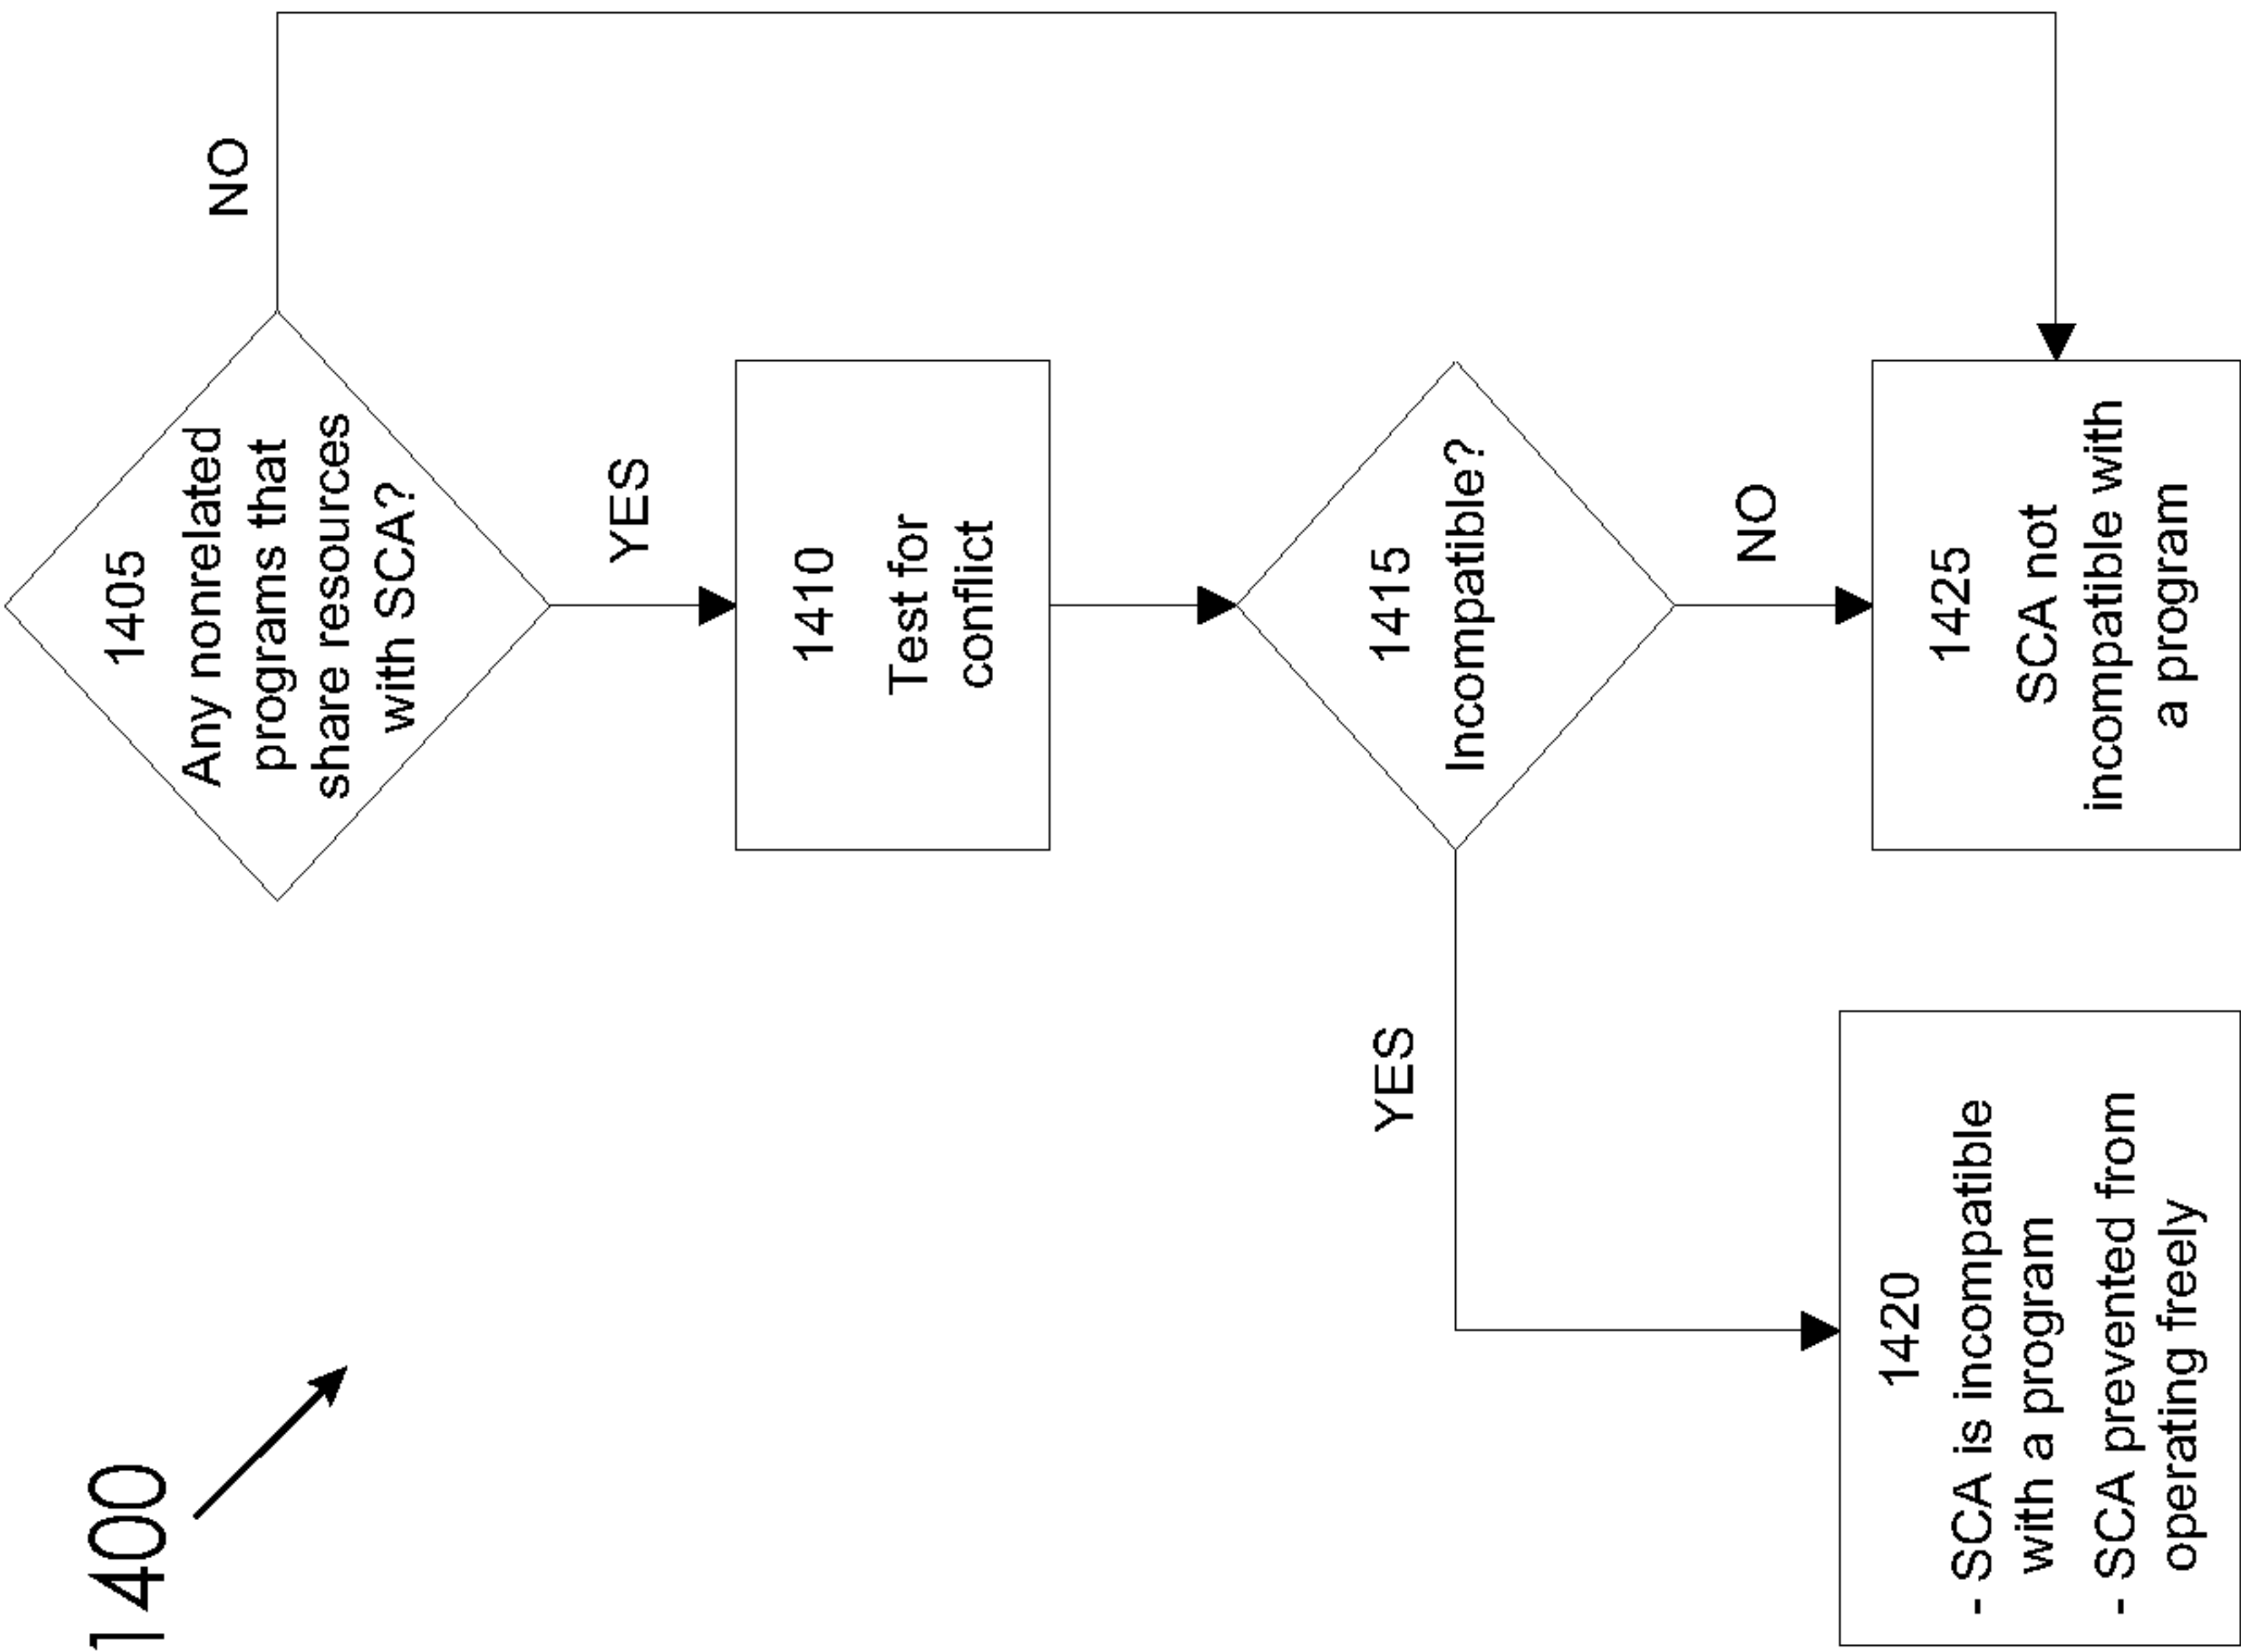 1400
1405
Any nonrelated
programs that
share resources
with SCA?
NO
YES
1410
Test for
conflict
1415
Incompatible?
YES
NO
1420
- SCA is incompatible
with a program
- SCA prevented from
operating freely
1425
SCA not
incompatible with
a program